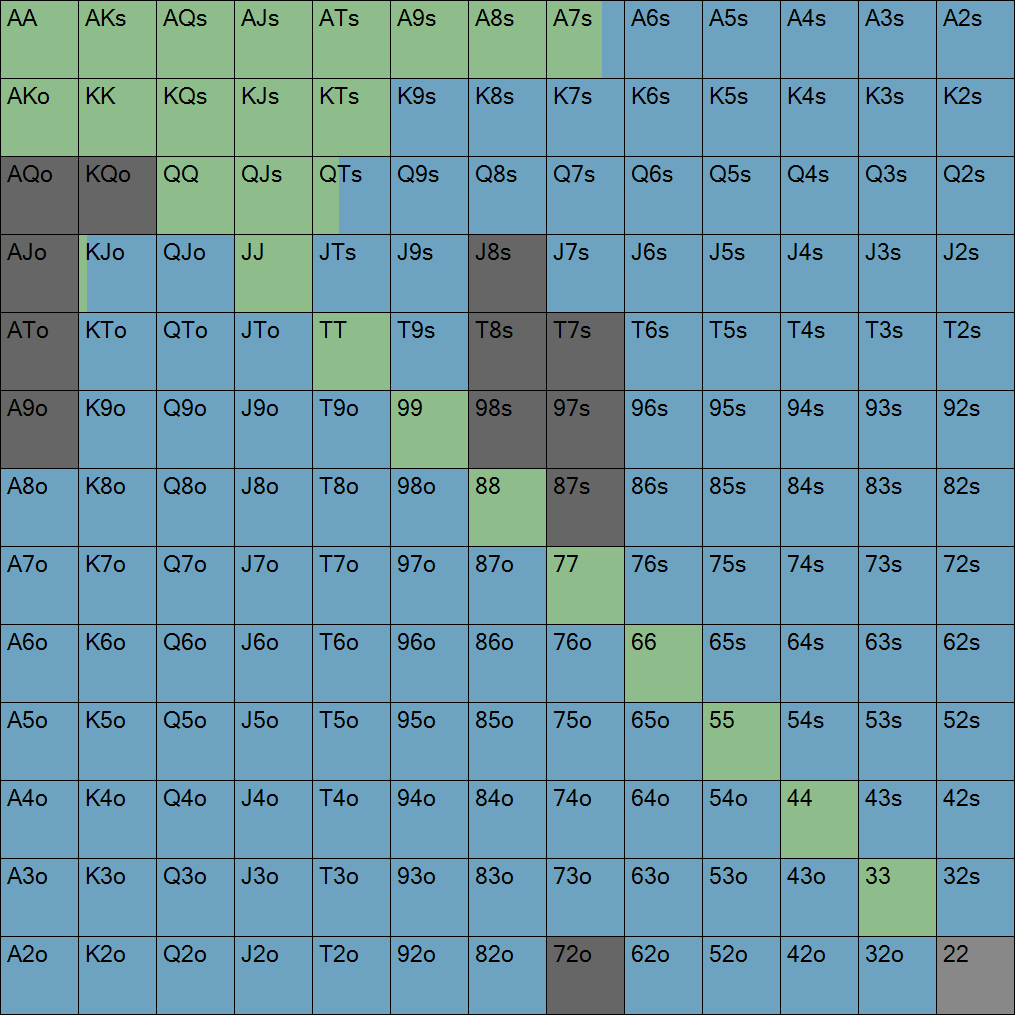 AA AKs AQs AJs ATs A9s A8s A7s A6s A5s A4s A3s A2s
AKo KK KQs KJs KTs K9s K8s K7s K6s K5s K4s K3s K2s
AQo KQo QQ QJs QTs Q9s Q8s Q7s Q6s Q5s Q4s Q3s Q2s
AJo KJo QJo JJ JTs J9s J8s J7s J6s J5s J4s J3s J2s
ATo KTo QTo JTo TT T9s T8s T7s T6s T5s T4s T3s T2s
A9o K9o Q9o J9o T9o 99 98s 97s 96s 95s 94s 93s 92s
A8o K8o Q8o J8o T8o 98o 88 87s 86s 85s 84s 83s 82s
A7o K7o Q7o J7o T7o 97o 87o 77 76s 75s 74s 73s 72s
A6o K6o Q6o J6o T6o 96o 86o 76o 66 65s 64s 63s 62s
A5o K5o Q5o J5o T5o 95o 85o 75o 65o 55 54s 53s 52s
A4o K4o Q4o J4o T4o 94o 84o 74o 64o 54o 44 43s 42s
A3o K3o Q3o J3o T3o 93o 83o 73o 63o 53o 43o 33 32s
A2o K2o Q2o J2o T2o 92o 82o 72o 62o 52o 42o 32o 22